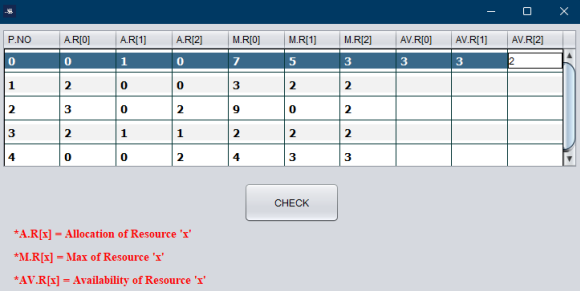 P.NO A.R[0] A.R[1] A.R[2] M.R[0] M.R[1] M.R[2] AV.R[0] AV.R[1] AV.R[2]
0 0 1 0 7 5 3 3 3 2
1 2 0 0 3 2 2
2 3 0 2 9 0 2
3 2 1 1 2 2 2
4 0 0 2 4 3 3
CHECK
*A.R[x] = Allocation of Resource 'x'
*M.R[x] = Max of Resource 'x'
*AV.R[x] = Availability of Resource 'x'